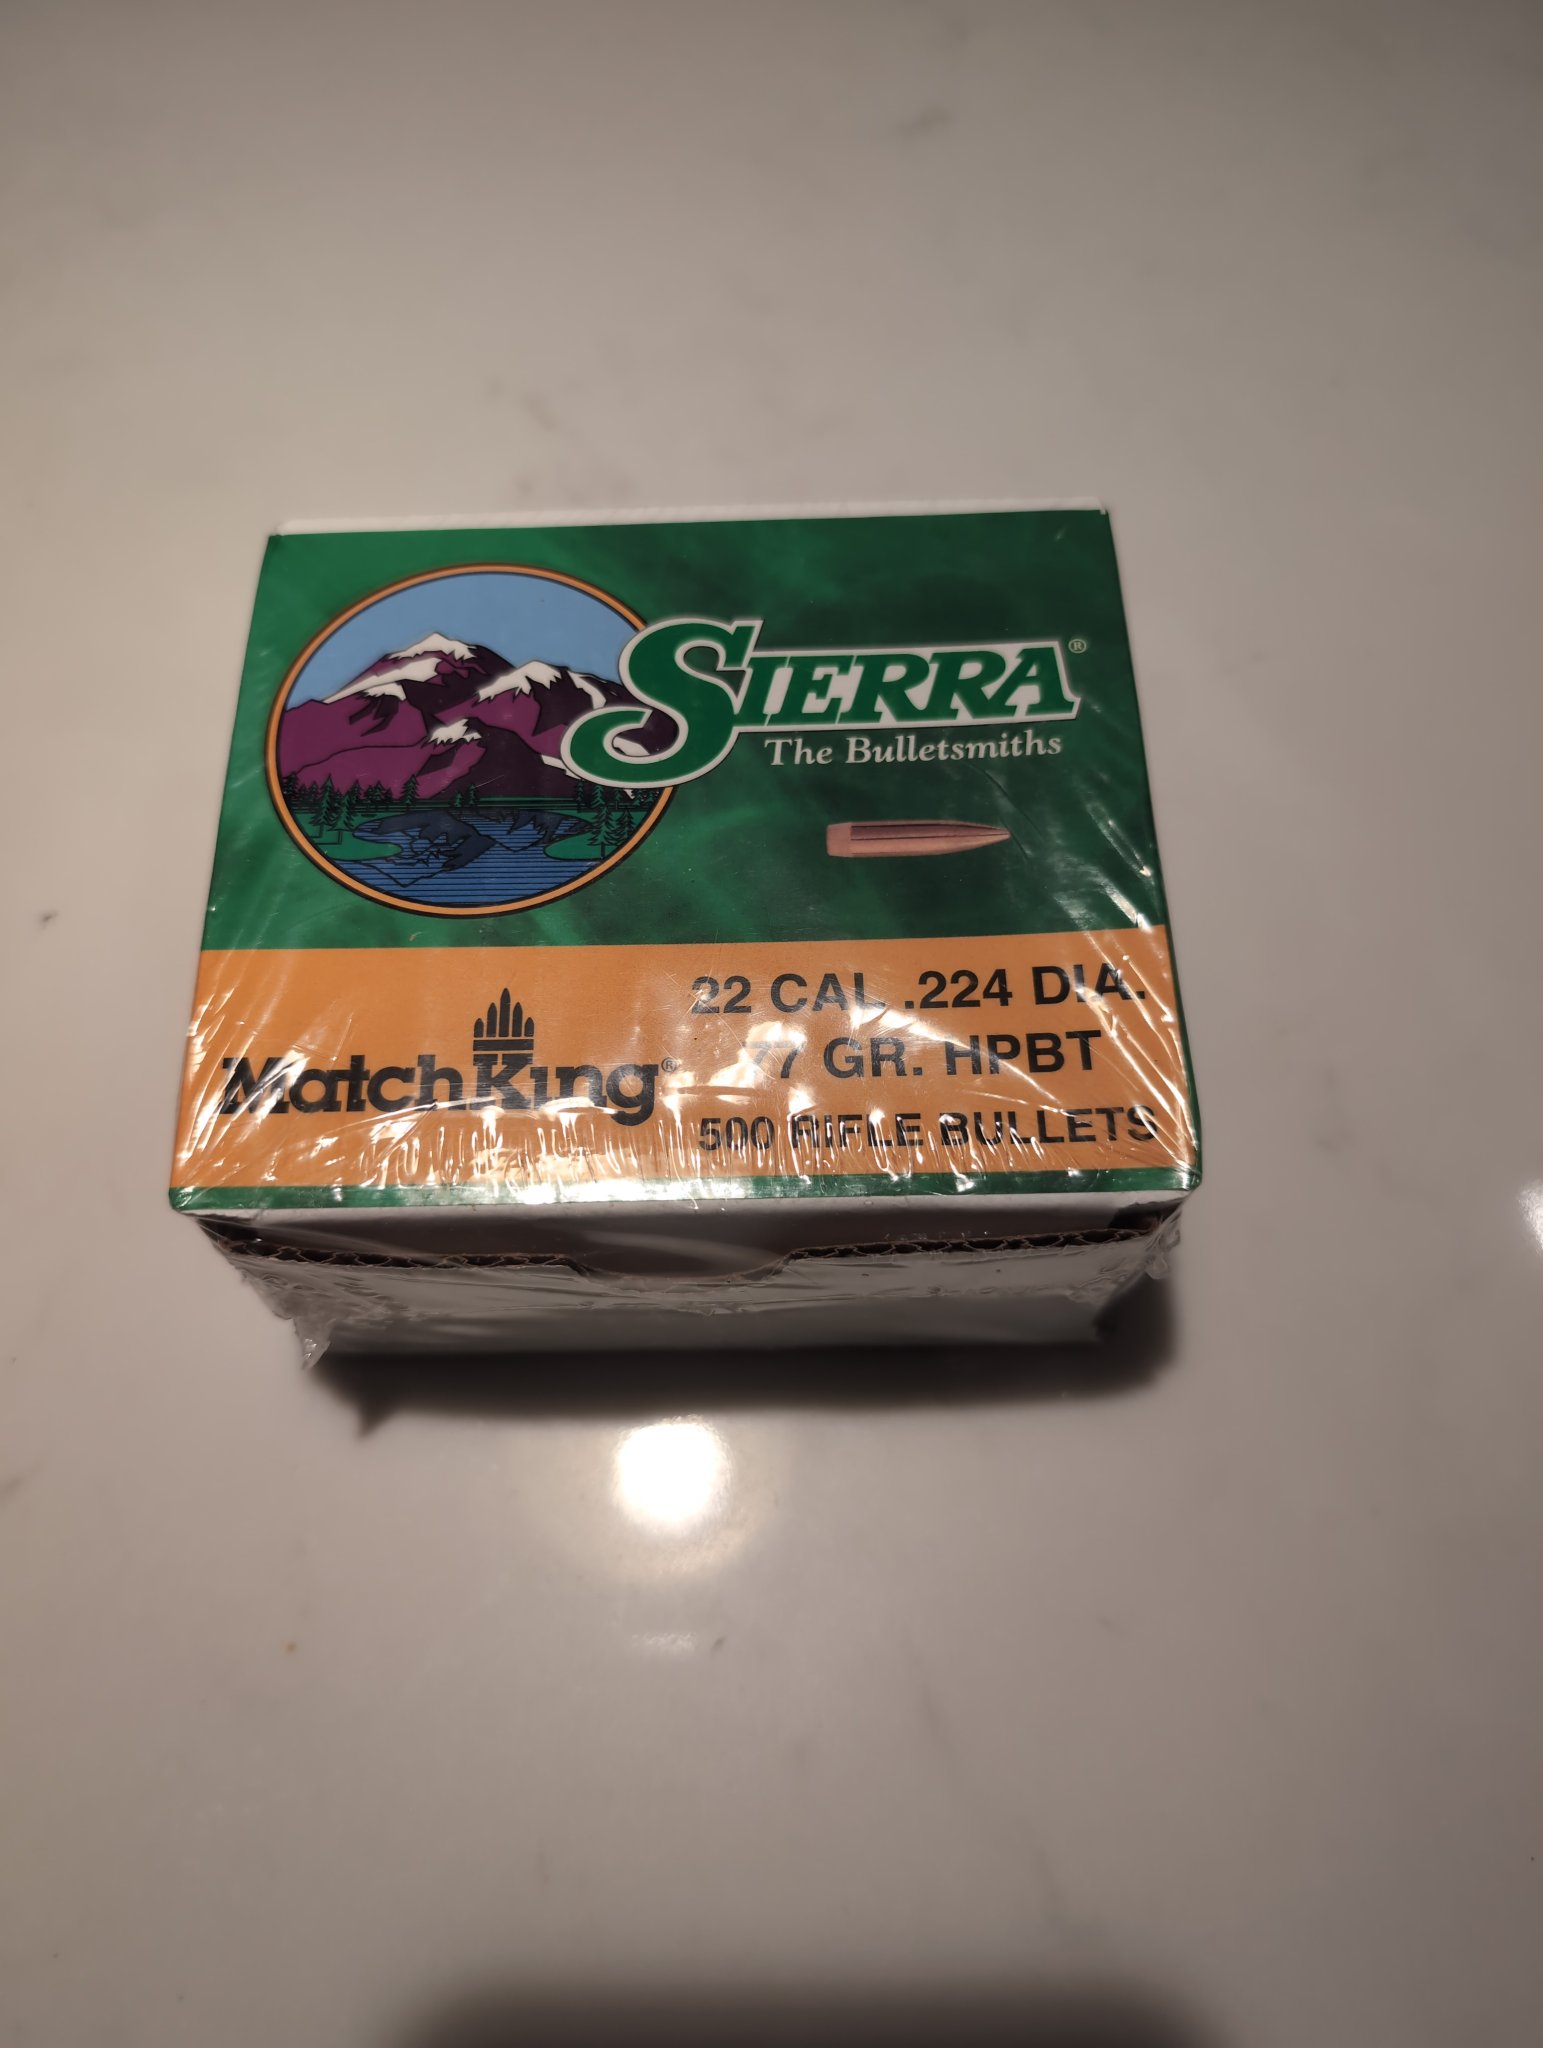 SIERRA®
The Bulletsmiths
MatchKing®
22 CAL .224 DIA.
77 GR. HPBT
500 RIFLE BULLETS